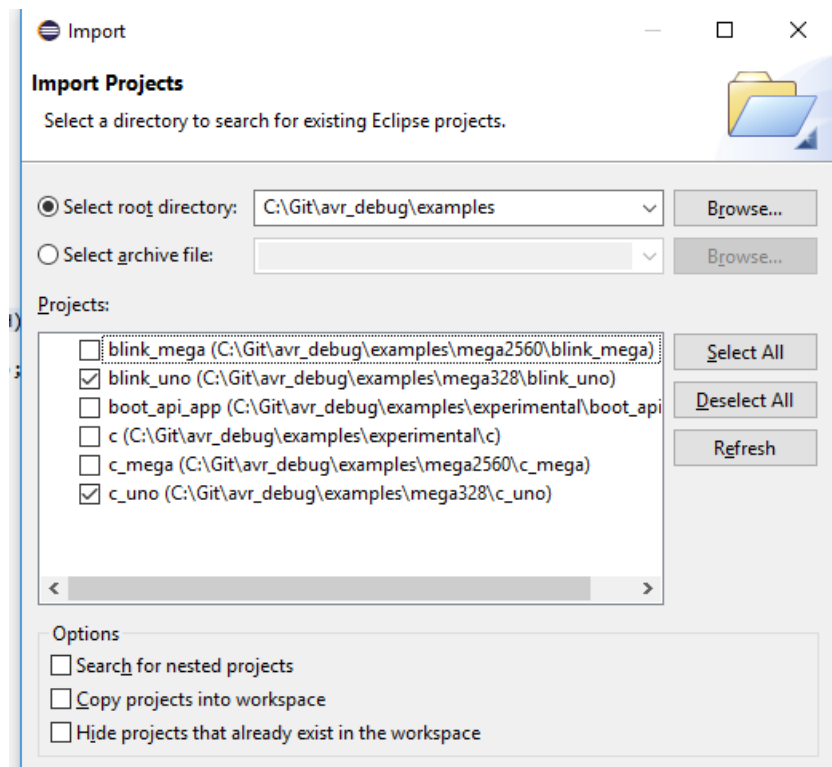 Import
Import Projects
Select a directory to search for existing Eclipse projects.
Select root directory: C:\Git\avr_debug\examples Browse...
Select archive file: Browse...
Projects:
blink_mega (C:\Git\avr_debug\examples\mega2560\blink_mega)
blink_uno (C:\Git\avr_debug\examples\mega328\blink_uno)
boot_api_app (C:\Git\avr_debug\examples\experimental\boot_api
c (C:\Git\avr_debug\examples\experimental\c)
c_mega (C:\Git\avr_debug\examples\mega2560\c_mega)
c_uno (C:\Git\avr_debug\examples\mega328\c_uno)
Select All
Deselect All
Refresh
Options
Search for nested projects
Copy projects into workspace
Hide projects that already exist in the workspace